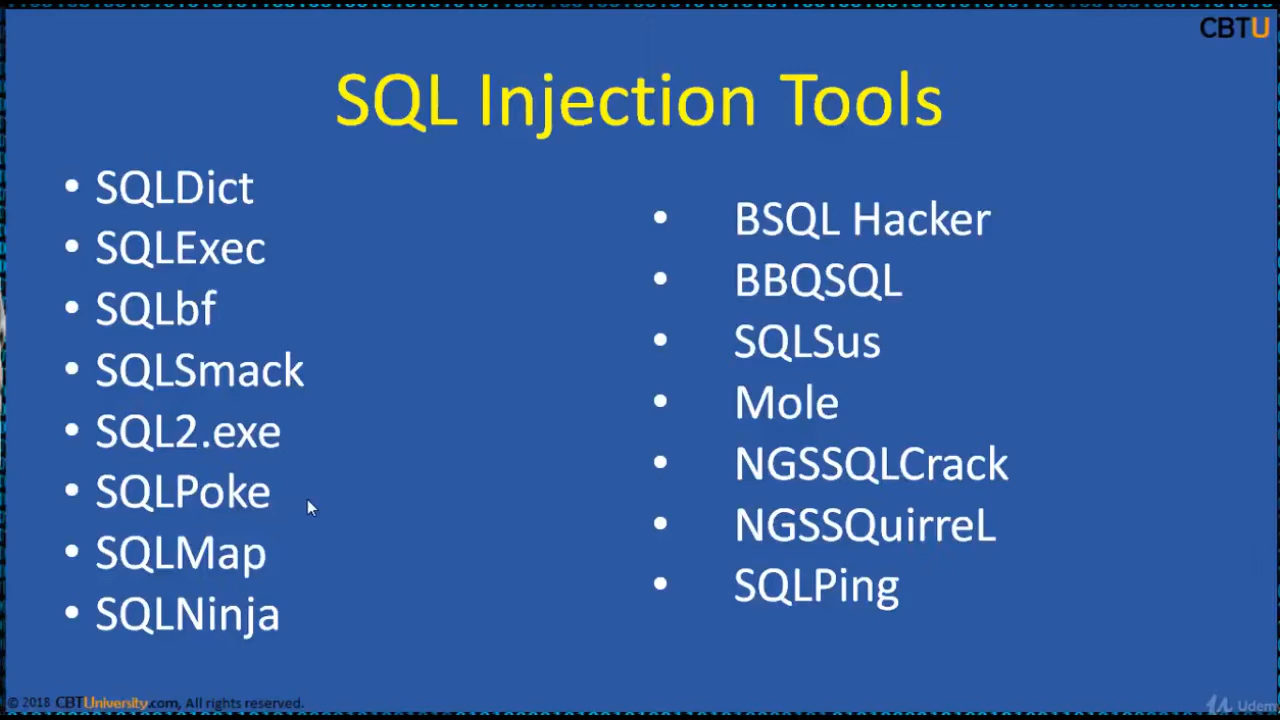 CBTU
SQL Injection Tools
• SQLDict
• SQLExec
• SQLbf
• SQLSmack
• SQL2.exe
• SQLPoke
• SQLMap
• SQLNinja
• BSQL Hacker
• BBQSQL
• SQLSus
• Mole
• NGSSQLCrack
• NGSSQuirreL
• SQLPing
© 2018 CBTUniversity.com, All rights reserved.
Udem